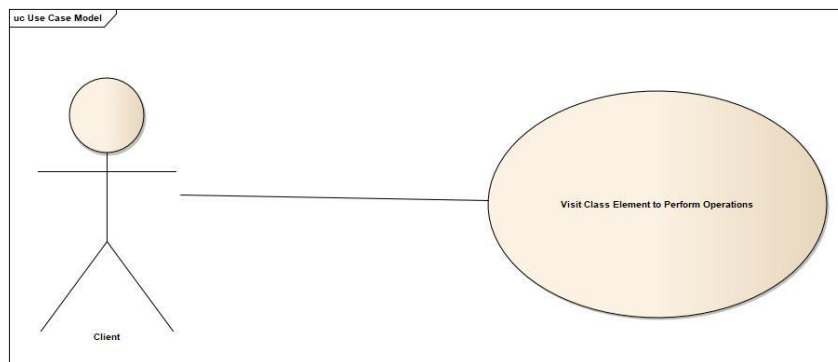 uc Use Case Model
Visit Class Element to Perform Operations
Client